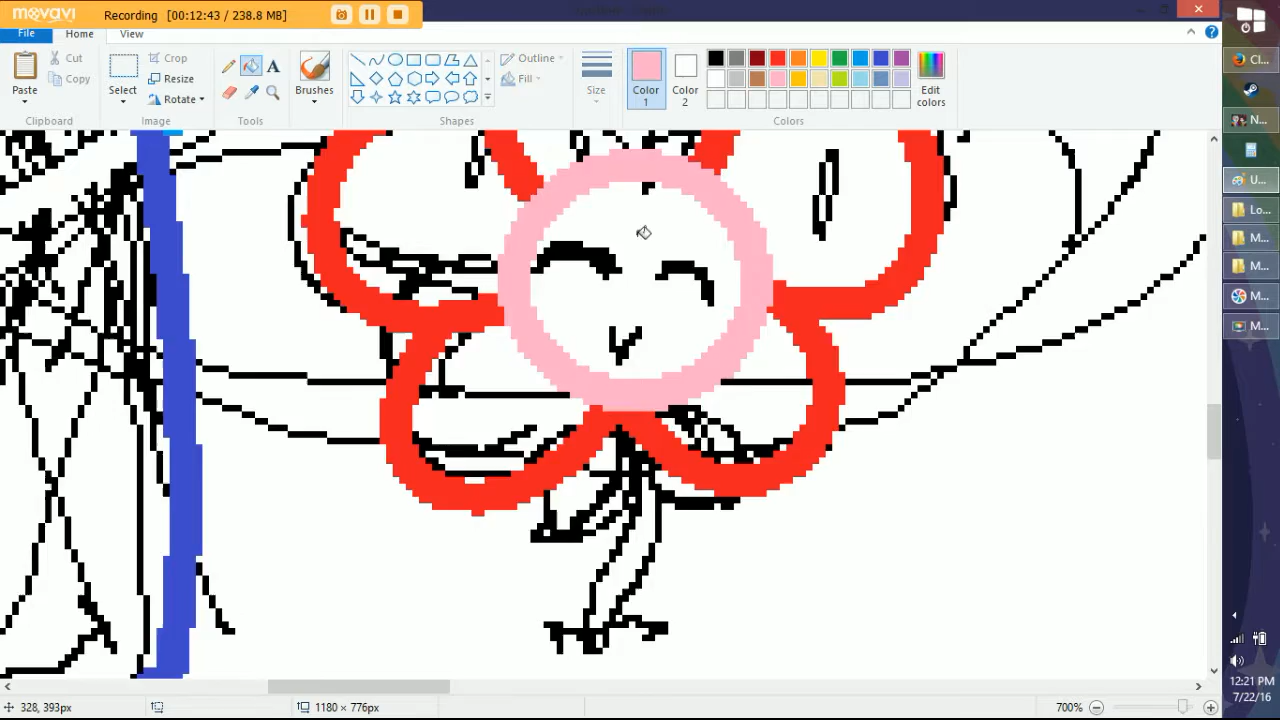 movavi Recording [00:12:43 / 238.8 MB]
File Home View
Paste
Cut
Copy
Clipboard
Select
Crop
Resize
Rotate
Image
Tools
Brushes
Outline
Fill
Shapes
Size
Color
1
Color
2
Edit
colors
Colors
Cl...
N...
U...
Lo...
M...
M...
M...
M...
328, 393px
1180 × 776px
700%
12:21 PM
7/22/16